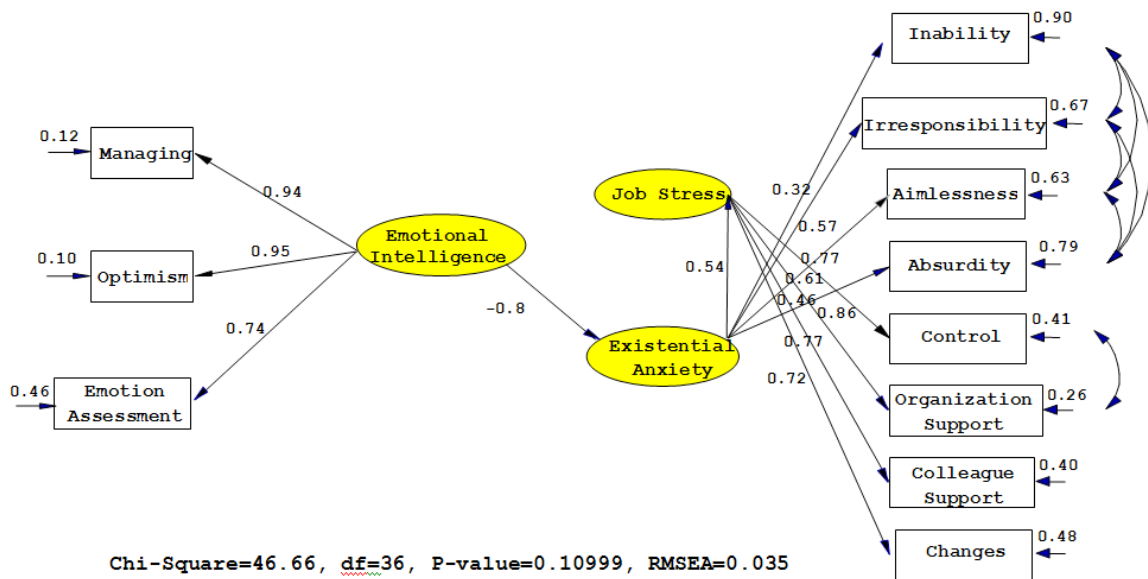 0.90
Inability
0.67
Irresponsibility
0.12
Managing
0.94
0.32
0.63
Aimlessness
Job Stress
Emotional
Intelligence
0.57
0.79
Absurdity
0.10
Optimism
0.95
0.54
0.77
0.61
0.46
0.86
-0.8
0.41
Control
0.74
Existential
Anxiety
0.77
0.72
0.46
Emotion
Assessment
0.26
Organization
Support
0.40
Colleague
Support
0.48
Changes
Chi-Square=46.66, df=36, P-value=0.10999, RMSEA=0.035